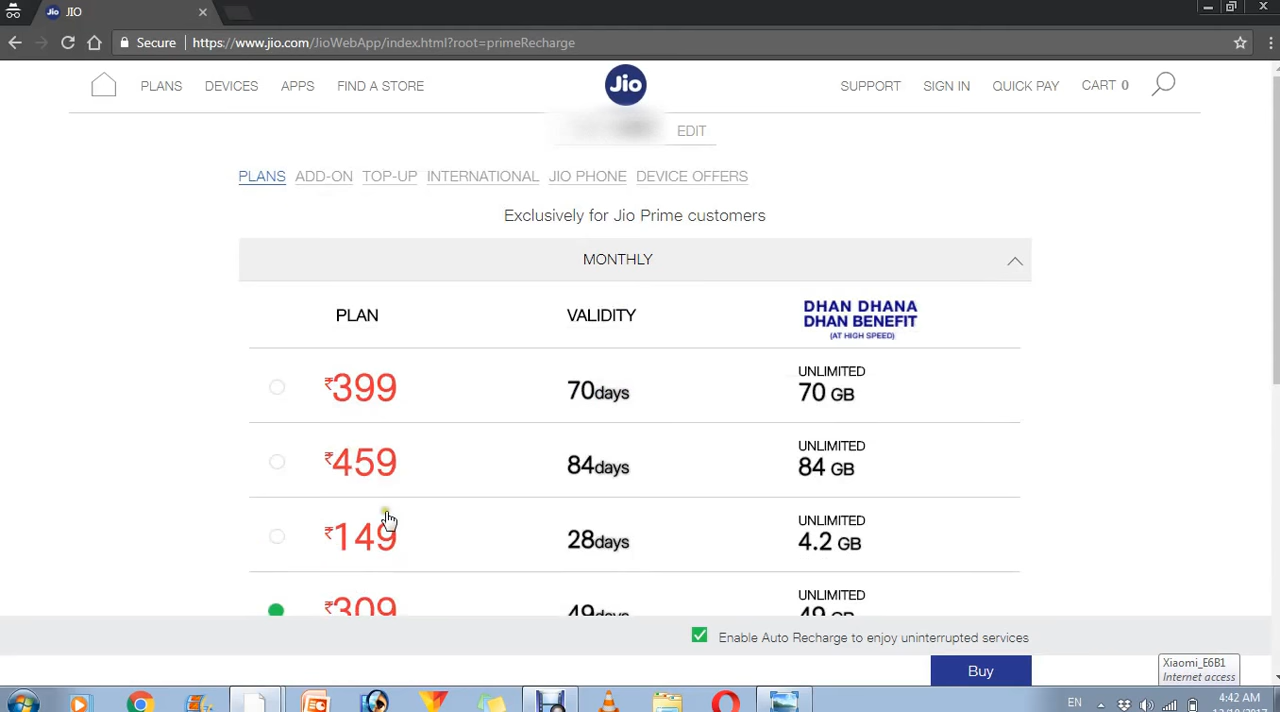 JIO
Secure
https://www.jio.com/JioWebApp/index.html?root=primeRecharge
PLANS DEVICES APPS FIND A STORE Jio SUPPORT SIGN IN QUICK PAY CART 0
EDIT
PLANS ADD-ON TOP-UP INTERNATIONAL JIO PHONE DEVICE OFFERS
Exclusively for Jio Prime customers
MONTHLY
PLAN VALIDITY DHAN DHANA
DHAN BENEFIT
(AT HIGH SPEED)
₹399 70days UNLIMITED
70 GB
₹459 84days UNLIMITED
84 GB
₹149 28days UNLIMITED
4.2 GB
₹309 49days UNLIMITED
49 GB
Enable Auto Recharge to enjoy uninterrupted services
Buy
Xiaomi_E6B1
Internet access
EN 4:42 AM